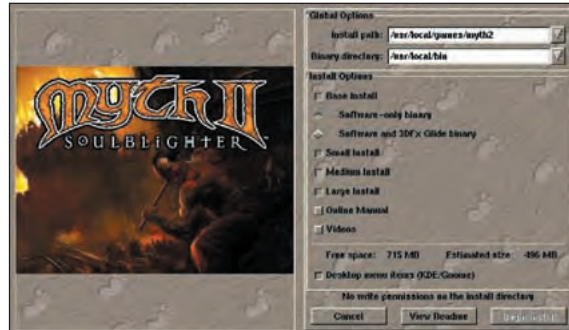 Myth II
SOULBLIGHTER
Global Options
Install path: /usr/local/games/myth2
Binary directory: /usr/local/bin
Install Options
Base Install
Software-only binary
Software and 3DFx Glide binary
Small Install
Medium Install
Large Install
Online Manual
Videos
Free space: 715 MB Estimated size: 496 MB
Desktop menu items (KDE/Gnome)
No write permissions on the install directory
Cancel View Readme Begin Install